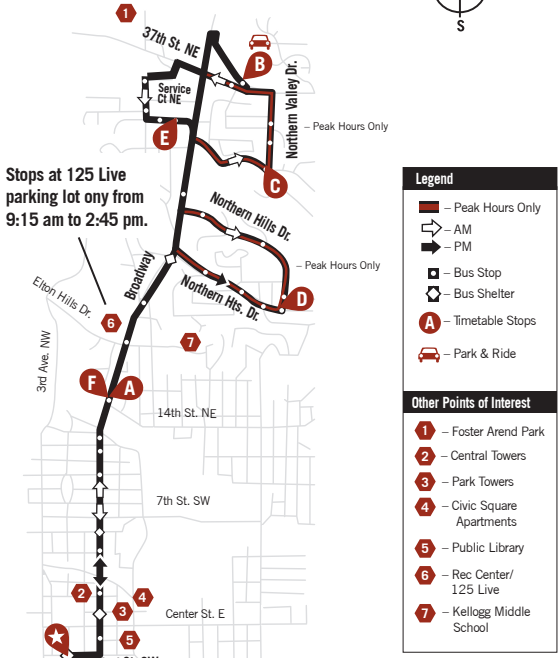 S
1
37th St. NE
B
Service
Ct NE
Northern Valley Dr.
– Peak Hours Only
E
C
Stops at 125 Live
parking lot ony from
9:15 am to 2:45 pm.
Northern Hills Dr.
– Peak Hours Only
Broadway
Northern Hts. Dr.
D
Elton Hills Dr.
6
7
3rd Ave. NW
F
A
14th St. NE
7th St. SW
2
4
3
Center St. E
5
Legend
– Peak Hours Only
– AM
– PM
– Bus Stop
– Bus Shelter
A – Timetable Stops
– Park & Ride
Other Points of Interest
1 – Foster Arend Park
2 – Central Towers
3 – Park Towers
4 – Civic Square
Apartments
5 – Public Library
6 – Rec Center/
125 Live
7 – Kellogg Middle
School